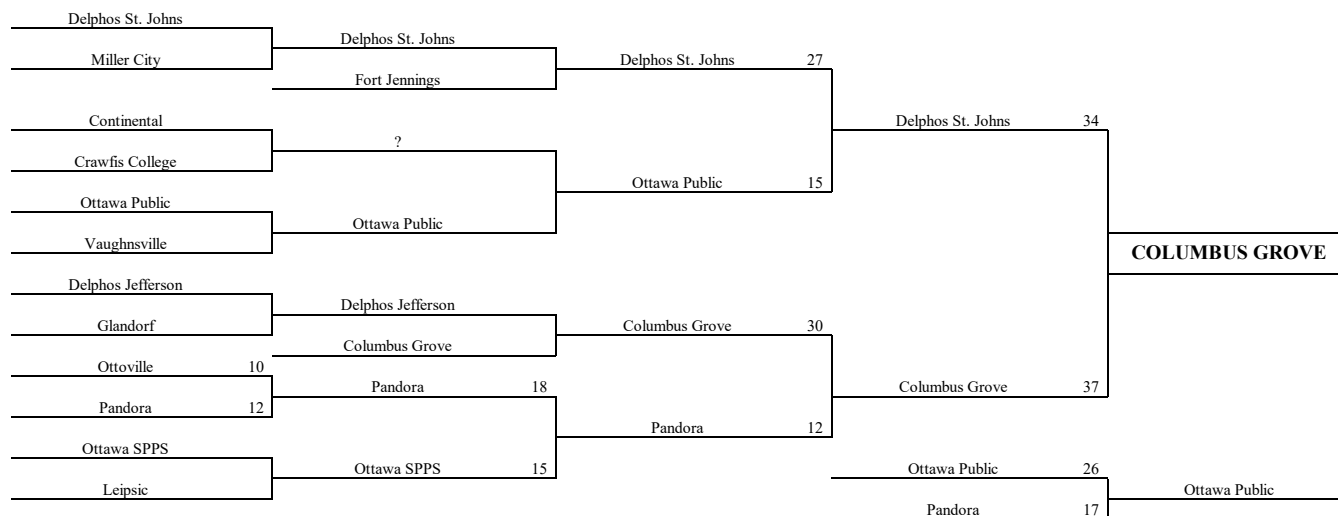 Delphos St. Johns
Delphos St. Johns
Miller City
Delphos St. Johns 27
Fort Jennings
Continental
Delphos St. Johns 34
?
Crawfis College
Ottawa Public 15
Ottawa Public
Ottawa Public
Vaughnsville
COLUMBUS GROVE
Delphos Jefferson
Delphos Jefferson
Glandorf
Columbus Grove 30
Columbus Grove
Ottoville 10
Pandora 18
Columbus Grove 37
Pandora 12
Pandora 12
Ottawa SPPS
Ottawa SPPS 15
Ottawa Public 26
Leipsic
Ottawa Public
Pandora 17